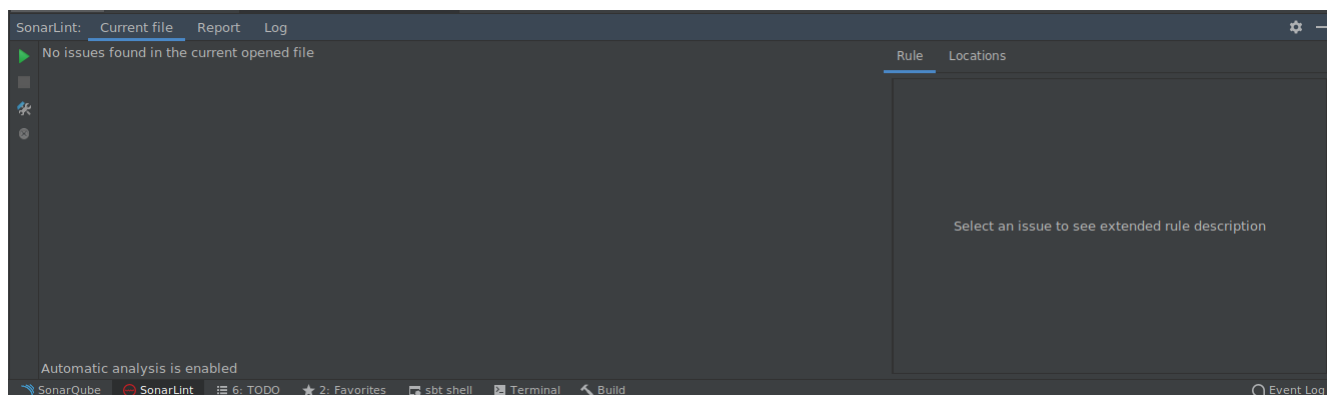 SonarLint: Current file Report Log
No issues found in the current opened file
Rule Locations
Select an issue to see extended rule description
Automatic analysis is enabled
SonarQube SonarLint 6: TODO 2: Favorites sbt shell Terminal Build Event Log